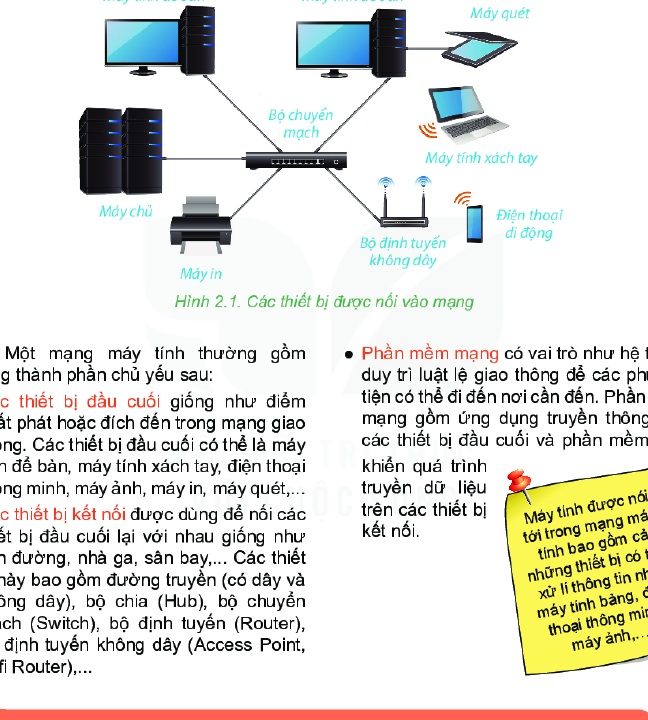 Máy quét
Bộ chuyển
mạch
Máy tính xách tay
Máy chủ
Điện thoại
di động
Bộ định tuyến
không dây
Máy in
Hình 2.1. Các thiết bị được nối vào mạng
Một mạng máy tính thường gồm
g thành phần chủ yếu sau:
c thiết bị đầu cuối giống như điểm
ất phát hoặc đích đến trong mạng giao
ông. Các thiết bị đầu cuối có thể là máy
h để bàn, máy tính xách tay, điện thoại
ông minh, máy ảnh, máy in, máy quét,...
c thiết bị kết nối được dùng để nối các
ết bị đầu cuối lại với nhau giống như
n đường, nhà ga, sân bay,... Các thiết
này bao gồm đường truyền (có dây và
ông dây), bộ chia (Hub), bộ chuyển
ạch (Switch), bộ định tuyến (Router),
định tuyến không dây (Access Point,
fi Router),...
● Phần mềm mạng có vai trò như hệ t
duy trì luật lệ giao thông để các ph
tiện có thể đi đến nơi cần đến. Phần
mạng gồm ứng dụng truyền thông
các thiết bị đầu cuối và phần mềm
khiển quá trình
truyền dữ liệu
trên các thiết bị
kết nối.
Máy tính được nói
tới trong mạng má
tính bao gồm cả
những thiết bị có t
xử lí thông tin nh
máy tính bảng, đ
thoại thông mi
máy ảnh,...